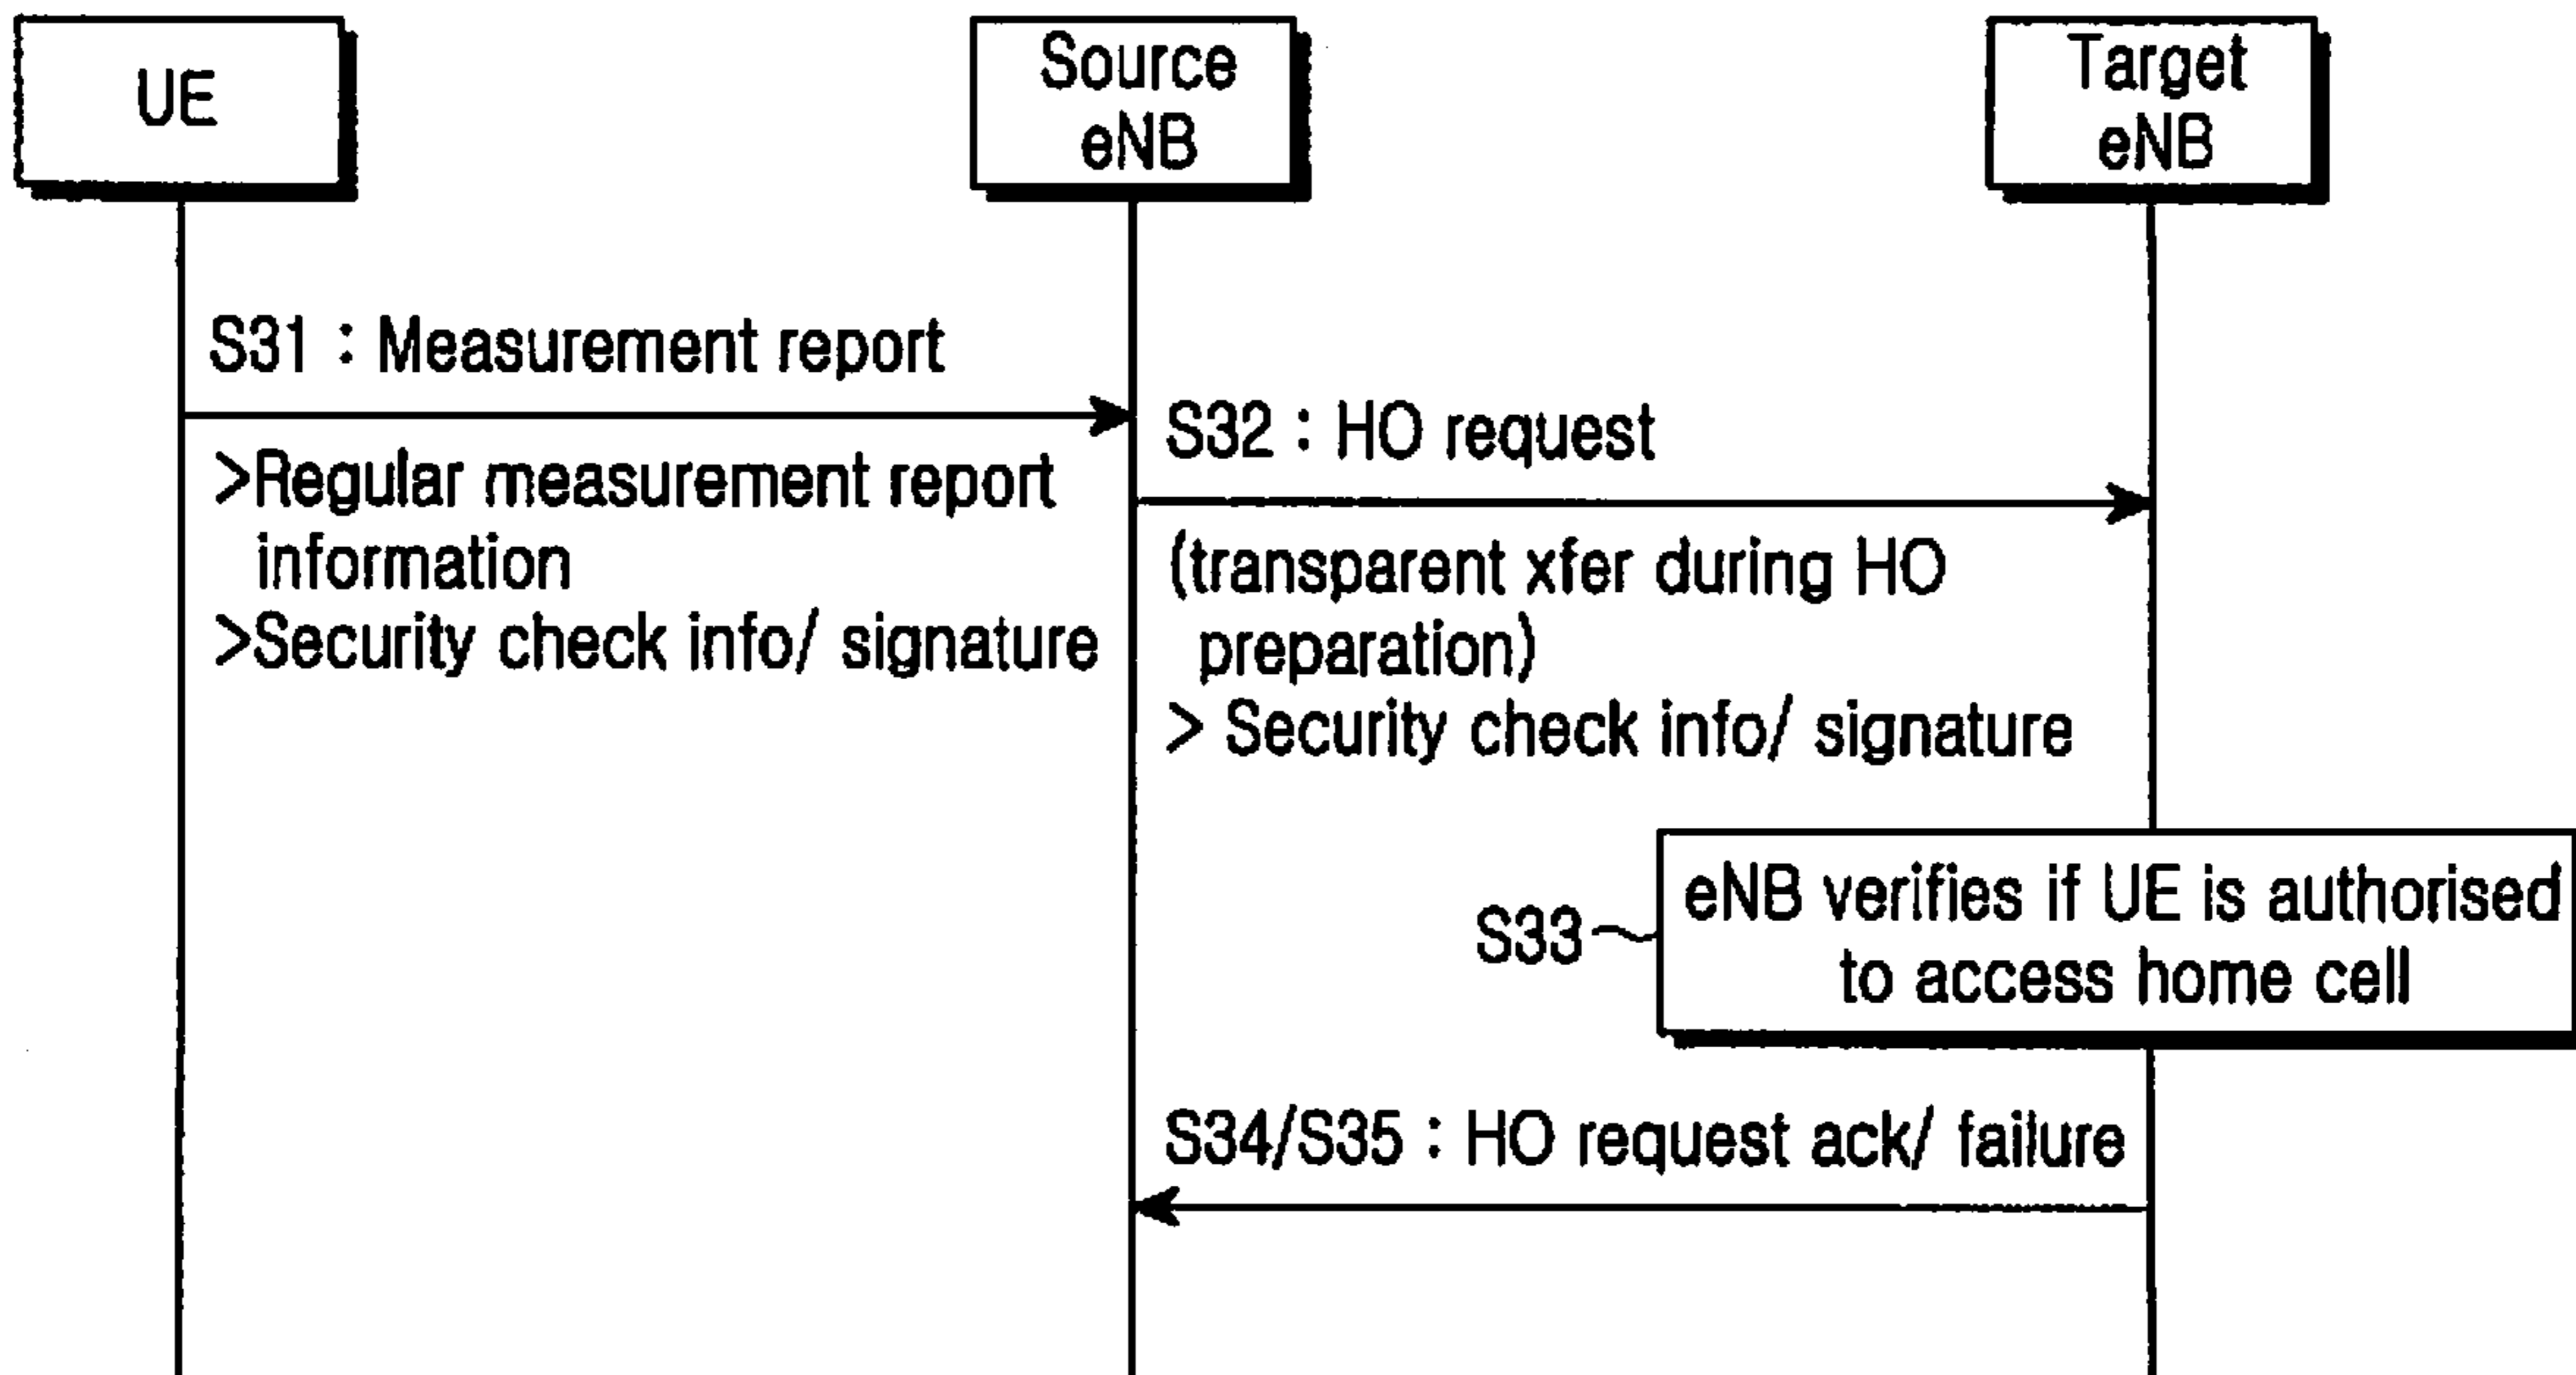 UE
Source
eNB
Target
eNB
S31 : Measurement report
>Regular measurement report
information
>Security check info/ signature
S32 : HO request
(transparent xfer during HO
preparation)
> Security check info/ signature
S33
eNB verifies if UE is authorised
to access home cell
S34/S35 : HO request ack/ failure